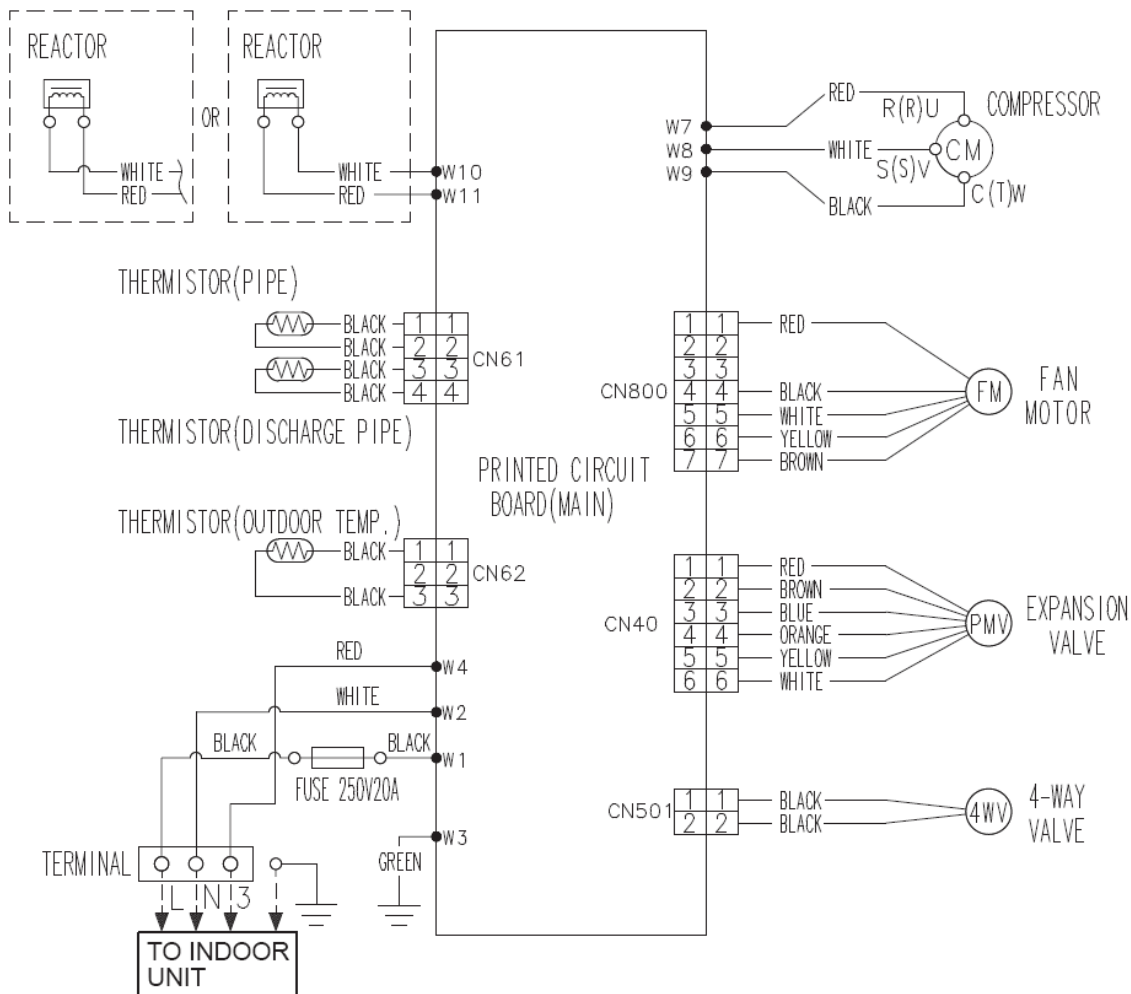 REACTOR
WHITE
RED
OR
REACTOR
WHITE
RED
W10
W11
W7
W8
W9
RED
WHITE
BLACK
R(R)U
S(S)V
C(T)W
CM
COMPRESSOR
THERMISTOR(PIPE)
BLACK 1 1
BLACK 2 2
BLACK 3 3
BLACK 4 4
CN61
THERMISTOR(DISCHARGE PIPE)
THERMISTOR(OUTDOOR TEMP.)
BLACK 1 1
2 2
BLACK 3 3
CN62
PRINTED CIRCUIT
BOARD(MAIN)
CN800
1 1 RED
2 2
3 3
4 4 BLACK
5 5 WHITE
6 6 YELLOW
7 7 BROWN
FM
FAN
MOTOR
CN40
1 1 RED
2 2 BROWN
3 3 BLUE
4 4 ORANGE
5 5 YELLOW
6 6 WHITE
PMV
EXPANSION
VALVE
CN501
1 1 BLACK
2 2 BLACK
4WV
4-WAY
VALVE
RED
W4
WHITE
W2
BLACK
BLACK
W1
FUSE 250V20A
W3
GREEN
TERMINAL
L N 3
TO INDOOR
UNIT